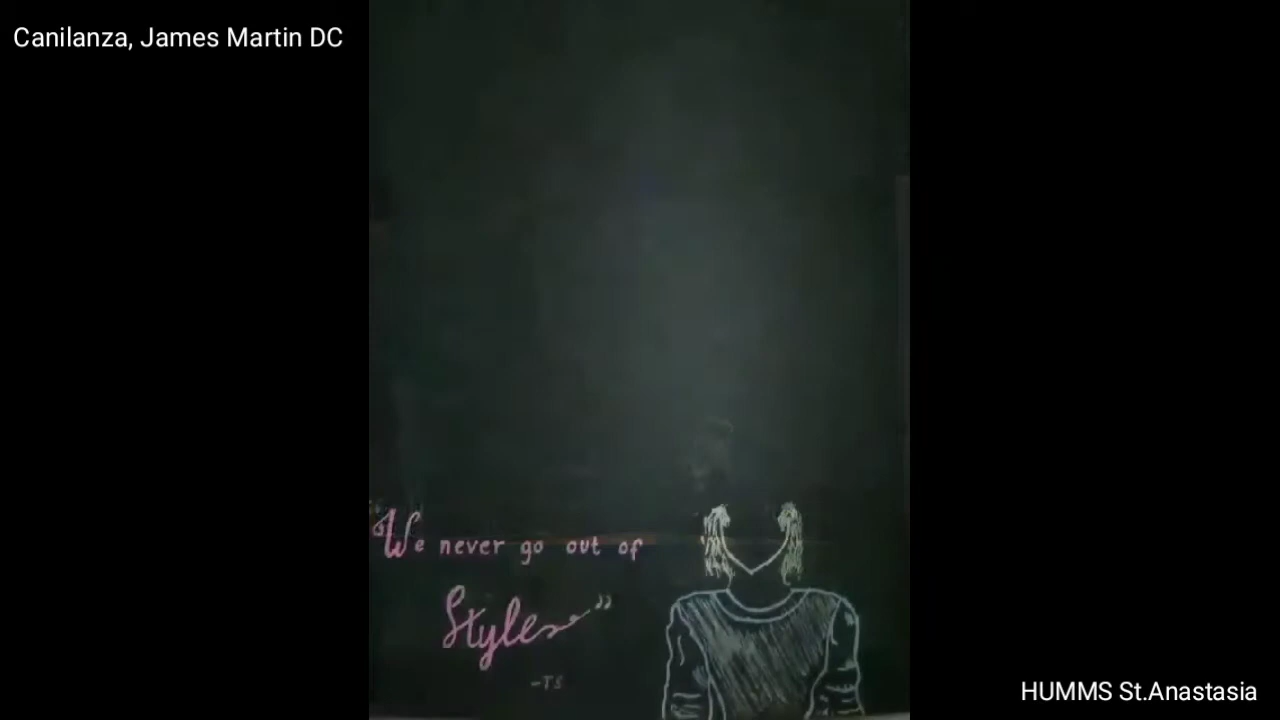 Canilanza, James Martin DC
"We never go out of
Style"
-TS
HUMMS St.Anastasia